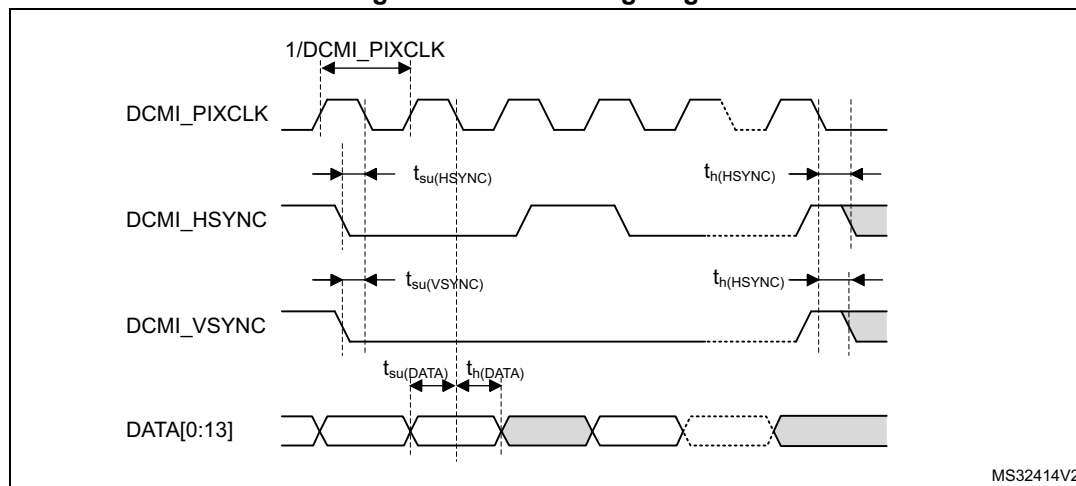 1/DCMI_PIXCLK
DCMI_PIXCLK
tsu(HSYNC)
th(HSYNC)
DCMI_HSYNC
tsu(VSYNC)
th(HSYNC)
DCMI_VSYNC
tsu(DATA) th(DATA)
DATA[0:13]
MS32414V2